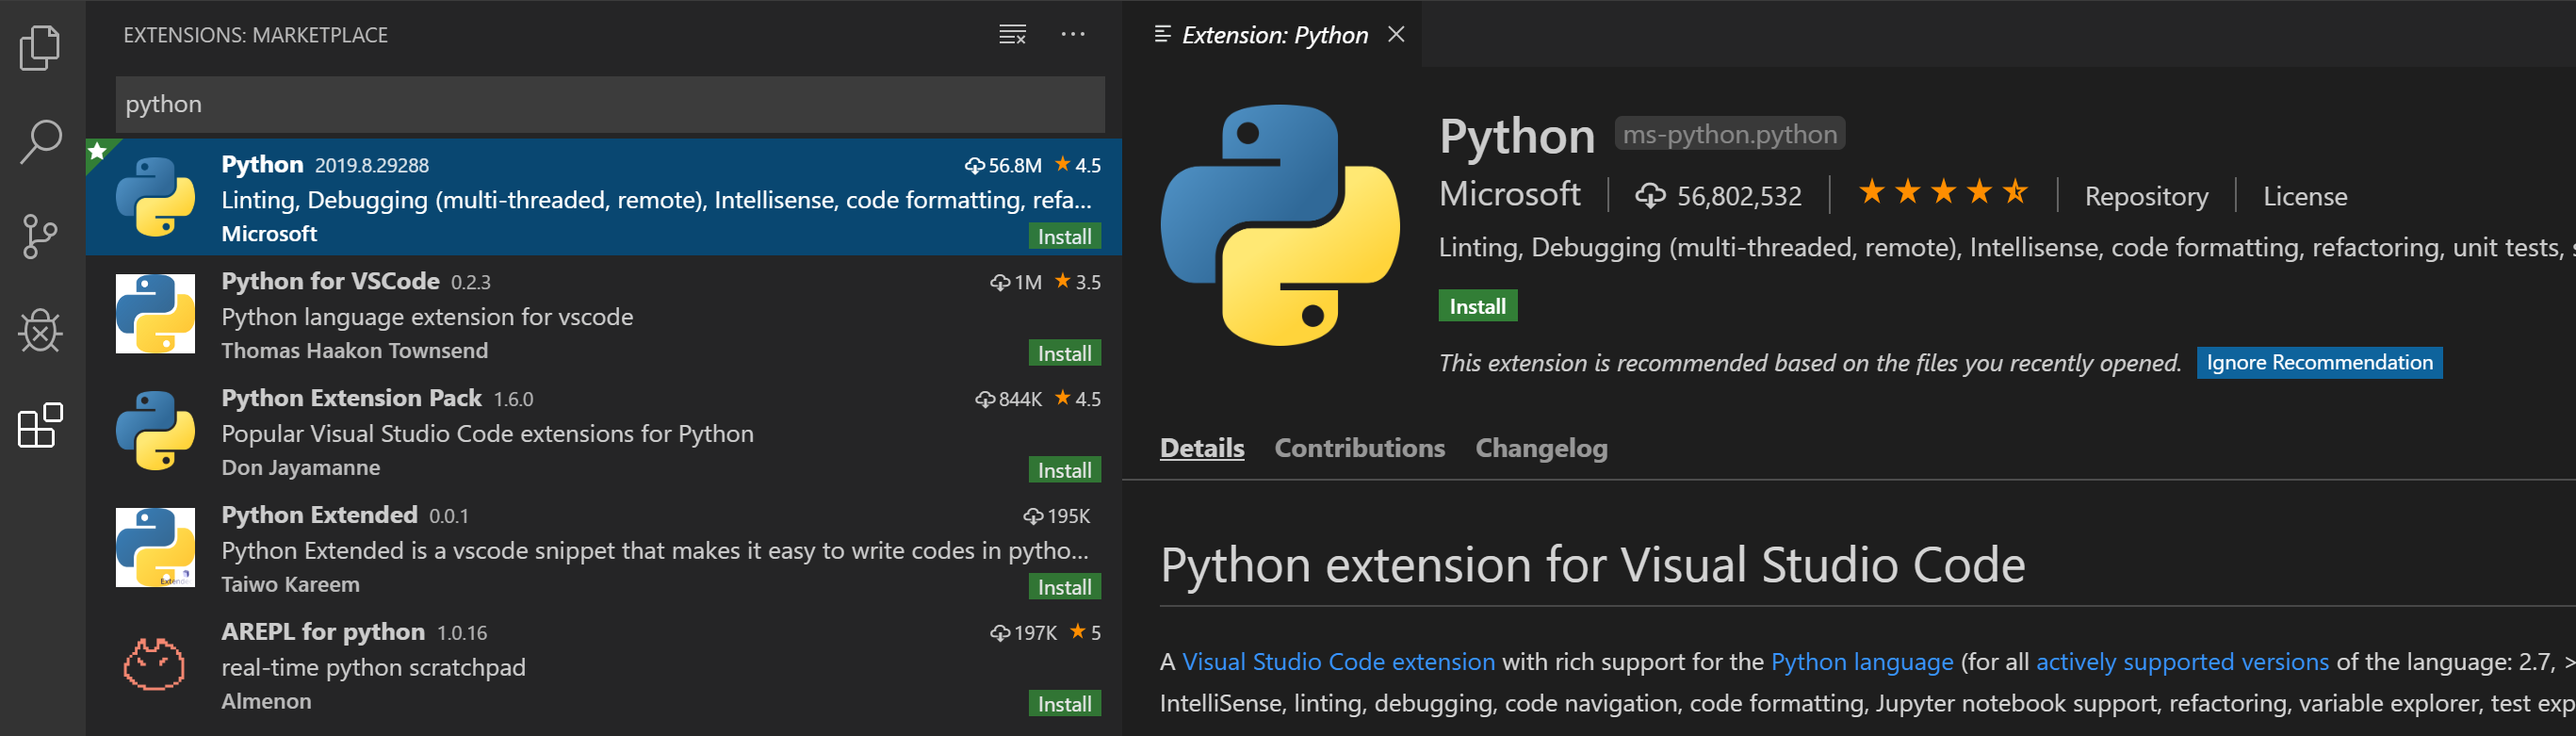 EXTENSIONS: MARKETPLACE
python
Python 2019.8.29288 56.8M 4.5
Linting, Debugging (multi-threaded, remote), Intellisense, code formatting, refa...
Microsoft Install
Python for VSCode 0.2.3 1M 3.5
Python language extension for vscode
Thomas Haakon Townsend Install
Python Extension Pack 1.6.0 844K 4.5
Popular Visual Studio Code extensions for Python
Don Jayamanne Install
Python Extended 0.0.1 195K
Python Extended is a vscode snippet that makes it easy to write codes in pytho...
Taiwo Kareem Install
AREPL for python 1.0.16 197K 5
real-time python scratchpad
Almenon Install
Extension: Python
Python ms-python.python
Microsoft 56,802,532 Repository License
Linting, Debugging (multi-threaded, remote), Intellisense, code formatting, refactoring, unit tests, s
Install
This extension is recommended based on the files you recently opened. Ignore Recommendation
Details Contributions Changelog
Python extension for Visual Studio Code
A Visual Studio Code extension with rich support for the Python language (for all actively supported versions of the language: 2.7, >
IntelliSense, linting, debugging, code navigation, code formatting, Jupyter notebook support, refactoring, variable explorer, test exp